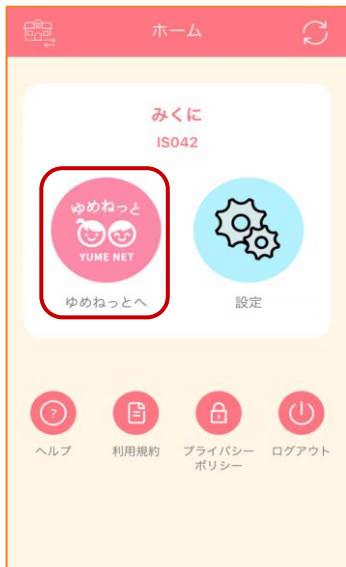 ホーム
みくに
IS042
ゆめねっと
YUME NET
ゆめねっとへ
設定
?
ヘルプ
利用規約
プライバシー
ポリシー
ログアウト